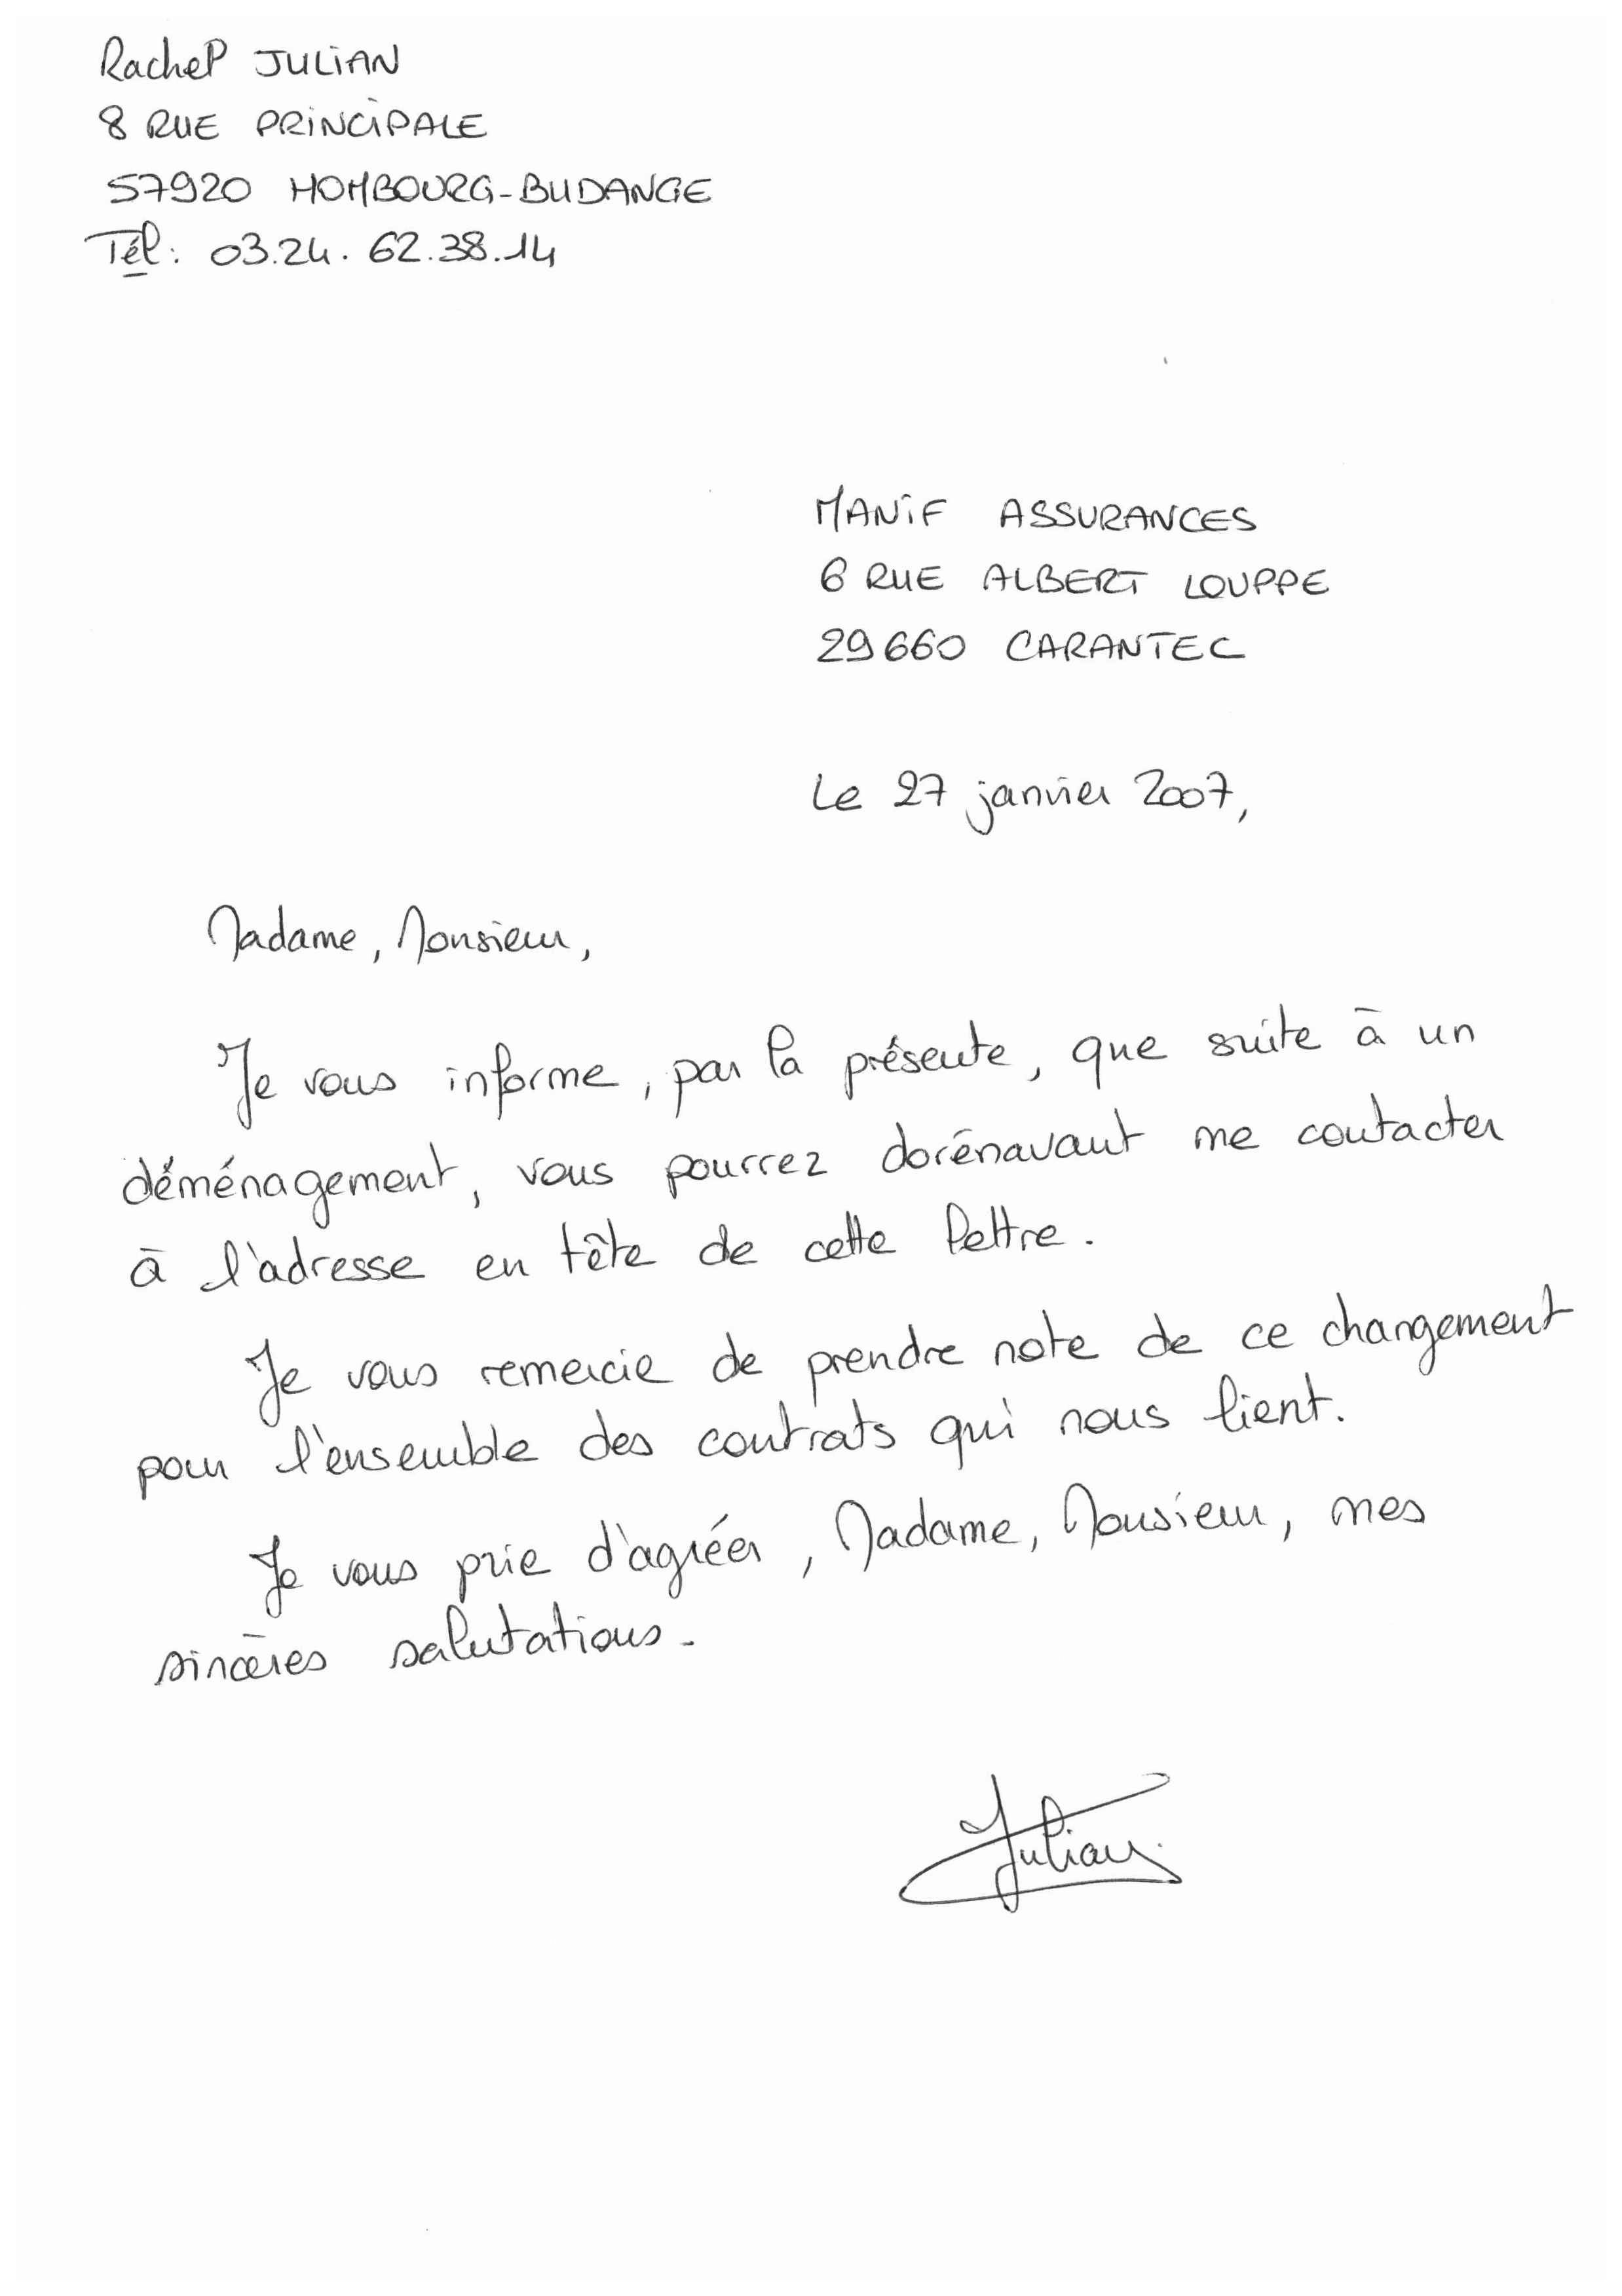 Rachel JULIAN
8 RUE PRINCIPALE
57920 HOMBOURG-BUDANGE
Tél : 03.24.62.38.14
MANIF ASSURANCES
6 RUE ALBERT LOUPPE
29660 CARANTEC
Le 27 janvier 2007,
Madame, Monsieur,
Je vous informe, par la présente, que suite à un
déménagement, vous pourrez dorénavant me contacter
à l'adresse en tête de cette lettre.
Je vous remercie de prendre note de ce changement
pour l'ensemble des contrats qui nous lient.
Je vous prie d'agréer, Madame, Monsieur, mes
sincères salutations.
Julian